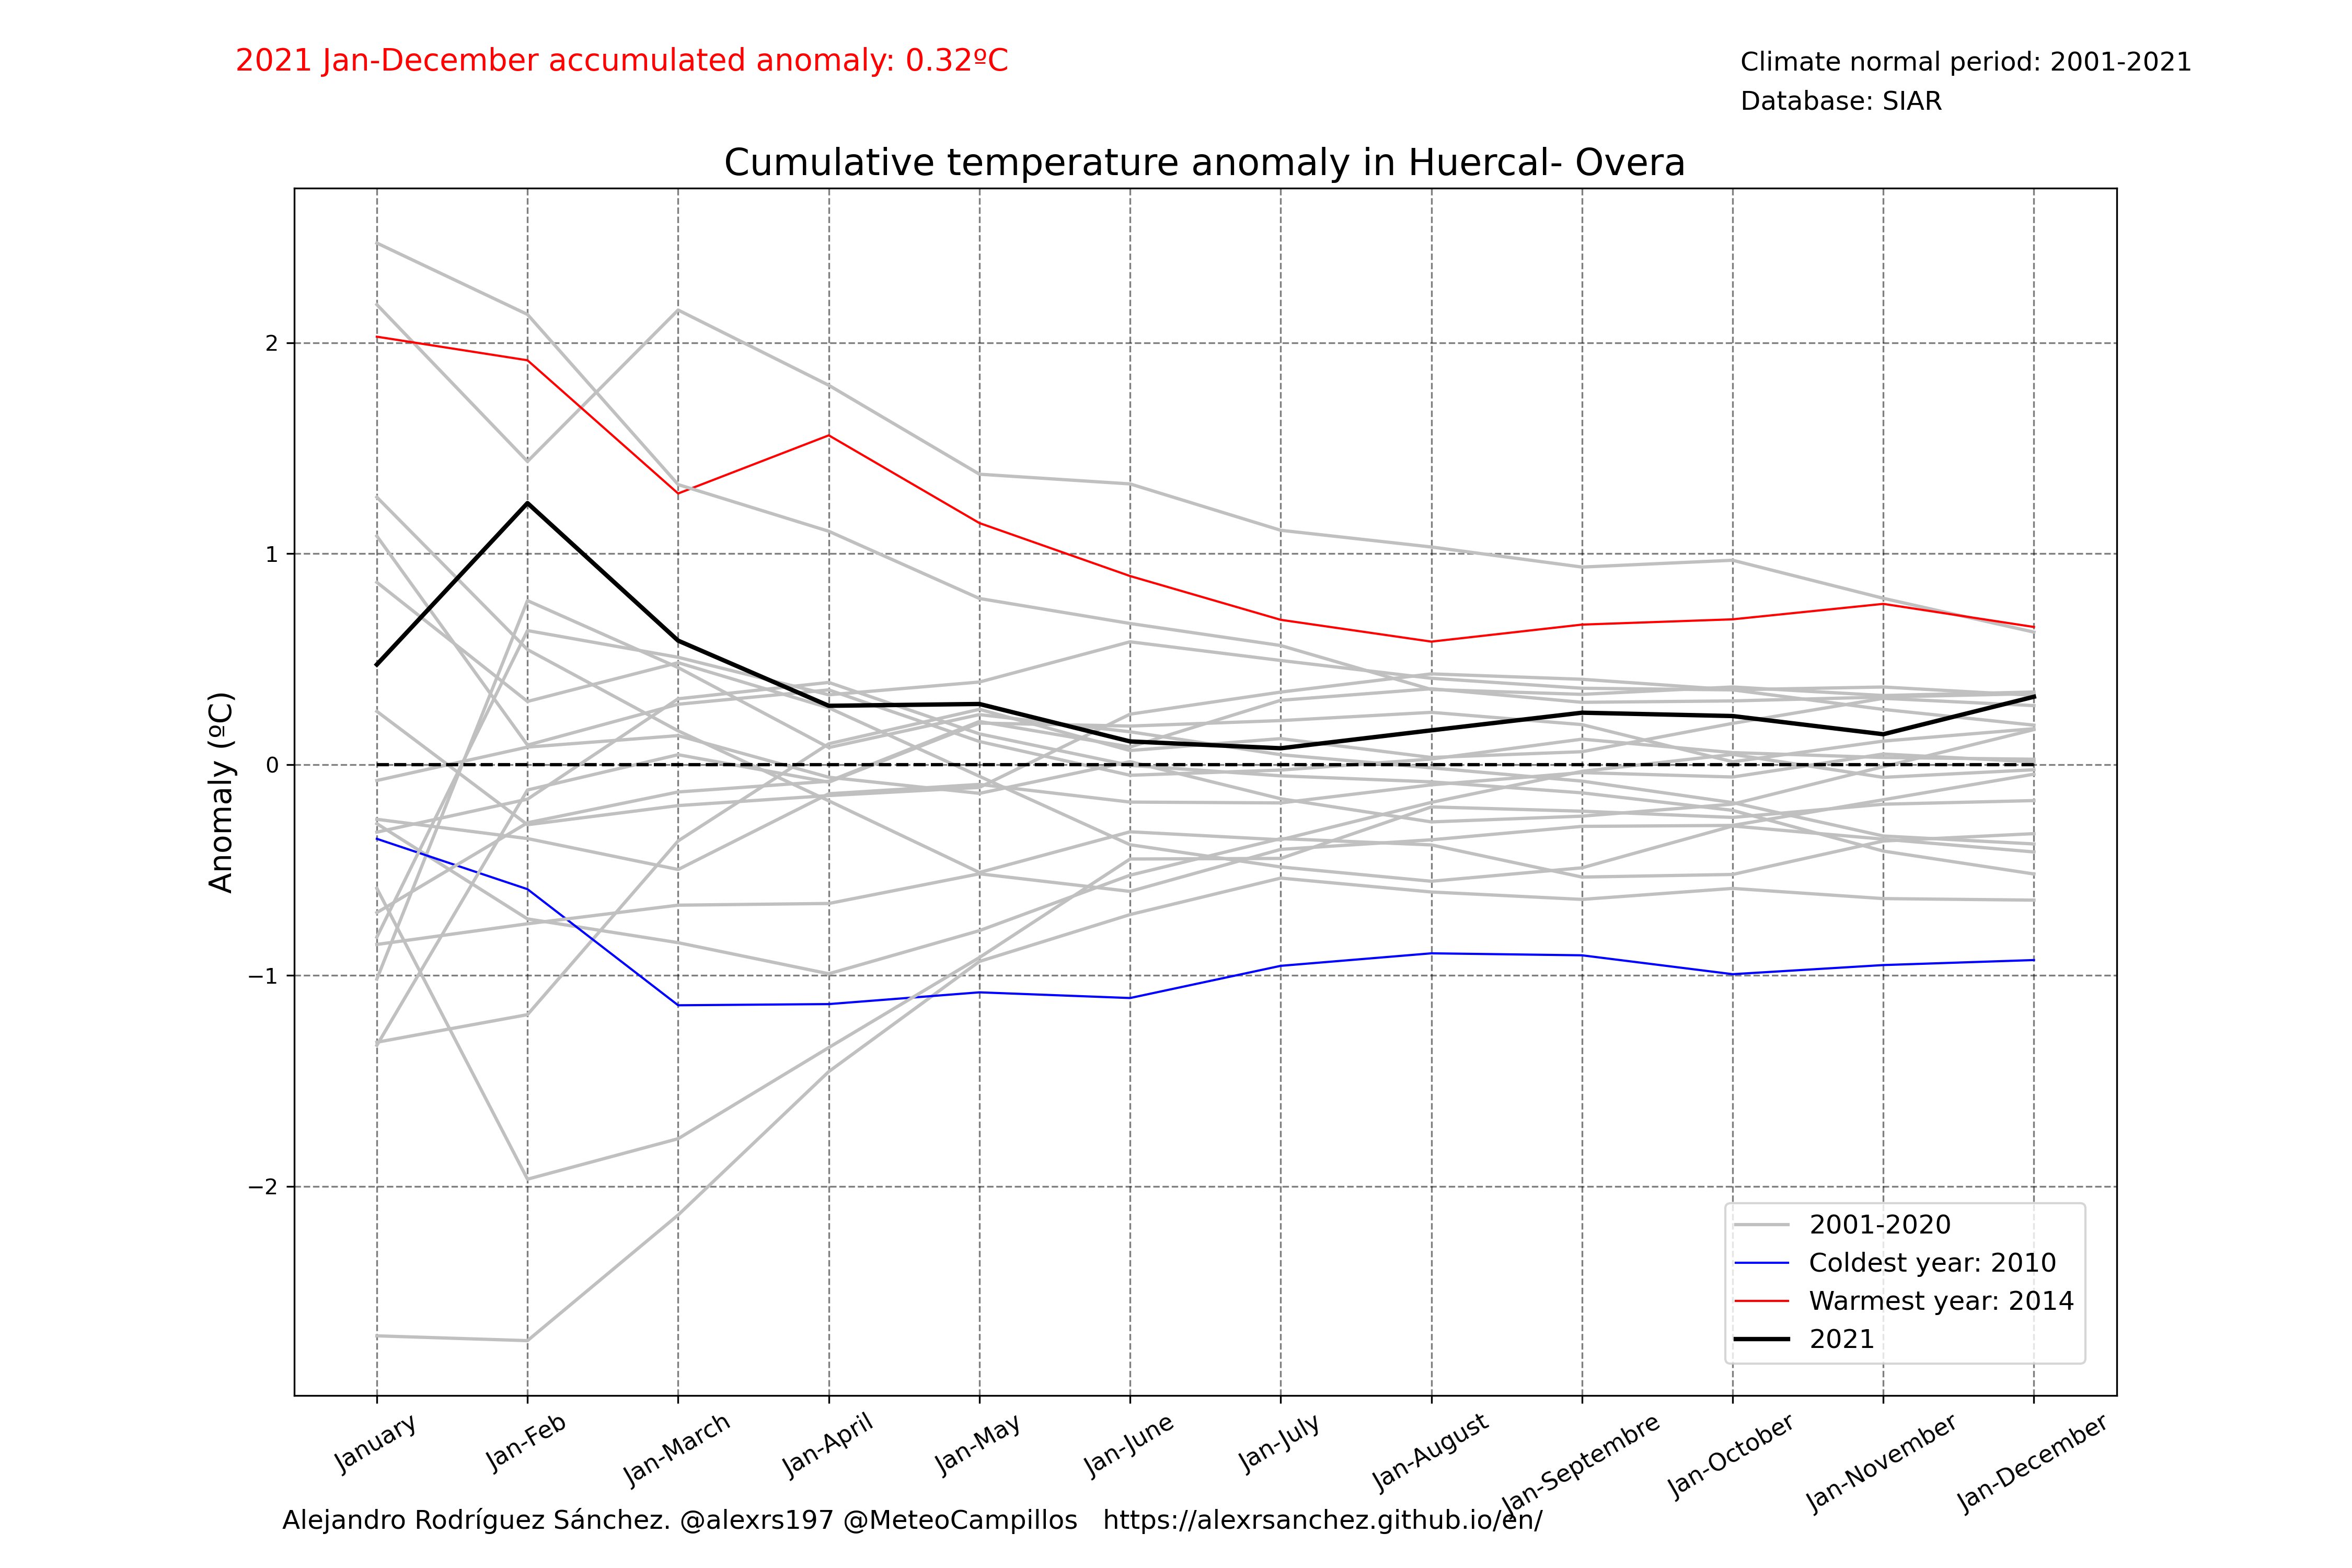 2021 Jan-December accumulated anomaly: 0.32ºC
Climate normal period: 2001-2021
Database: SIAR
Cumulative temperature anomaly in Huercal- Overa
Anomaly (ºC)
2
1
0
−1
−2
2001-2020
Coldest year: 2010
Warmest year: 2014
2021
January
Jan-Feb
Jan-March
Jan-April
Jan-May
Jan-June
Jan-July
Jan-August
Jan-Septembre
Jan-October
Jan-November
Jan-December
Alejandro Rodríguez Sánchez. @alexrs197 @MeteoCampillos   https://alexrsanchez.github.io/en/